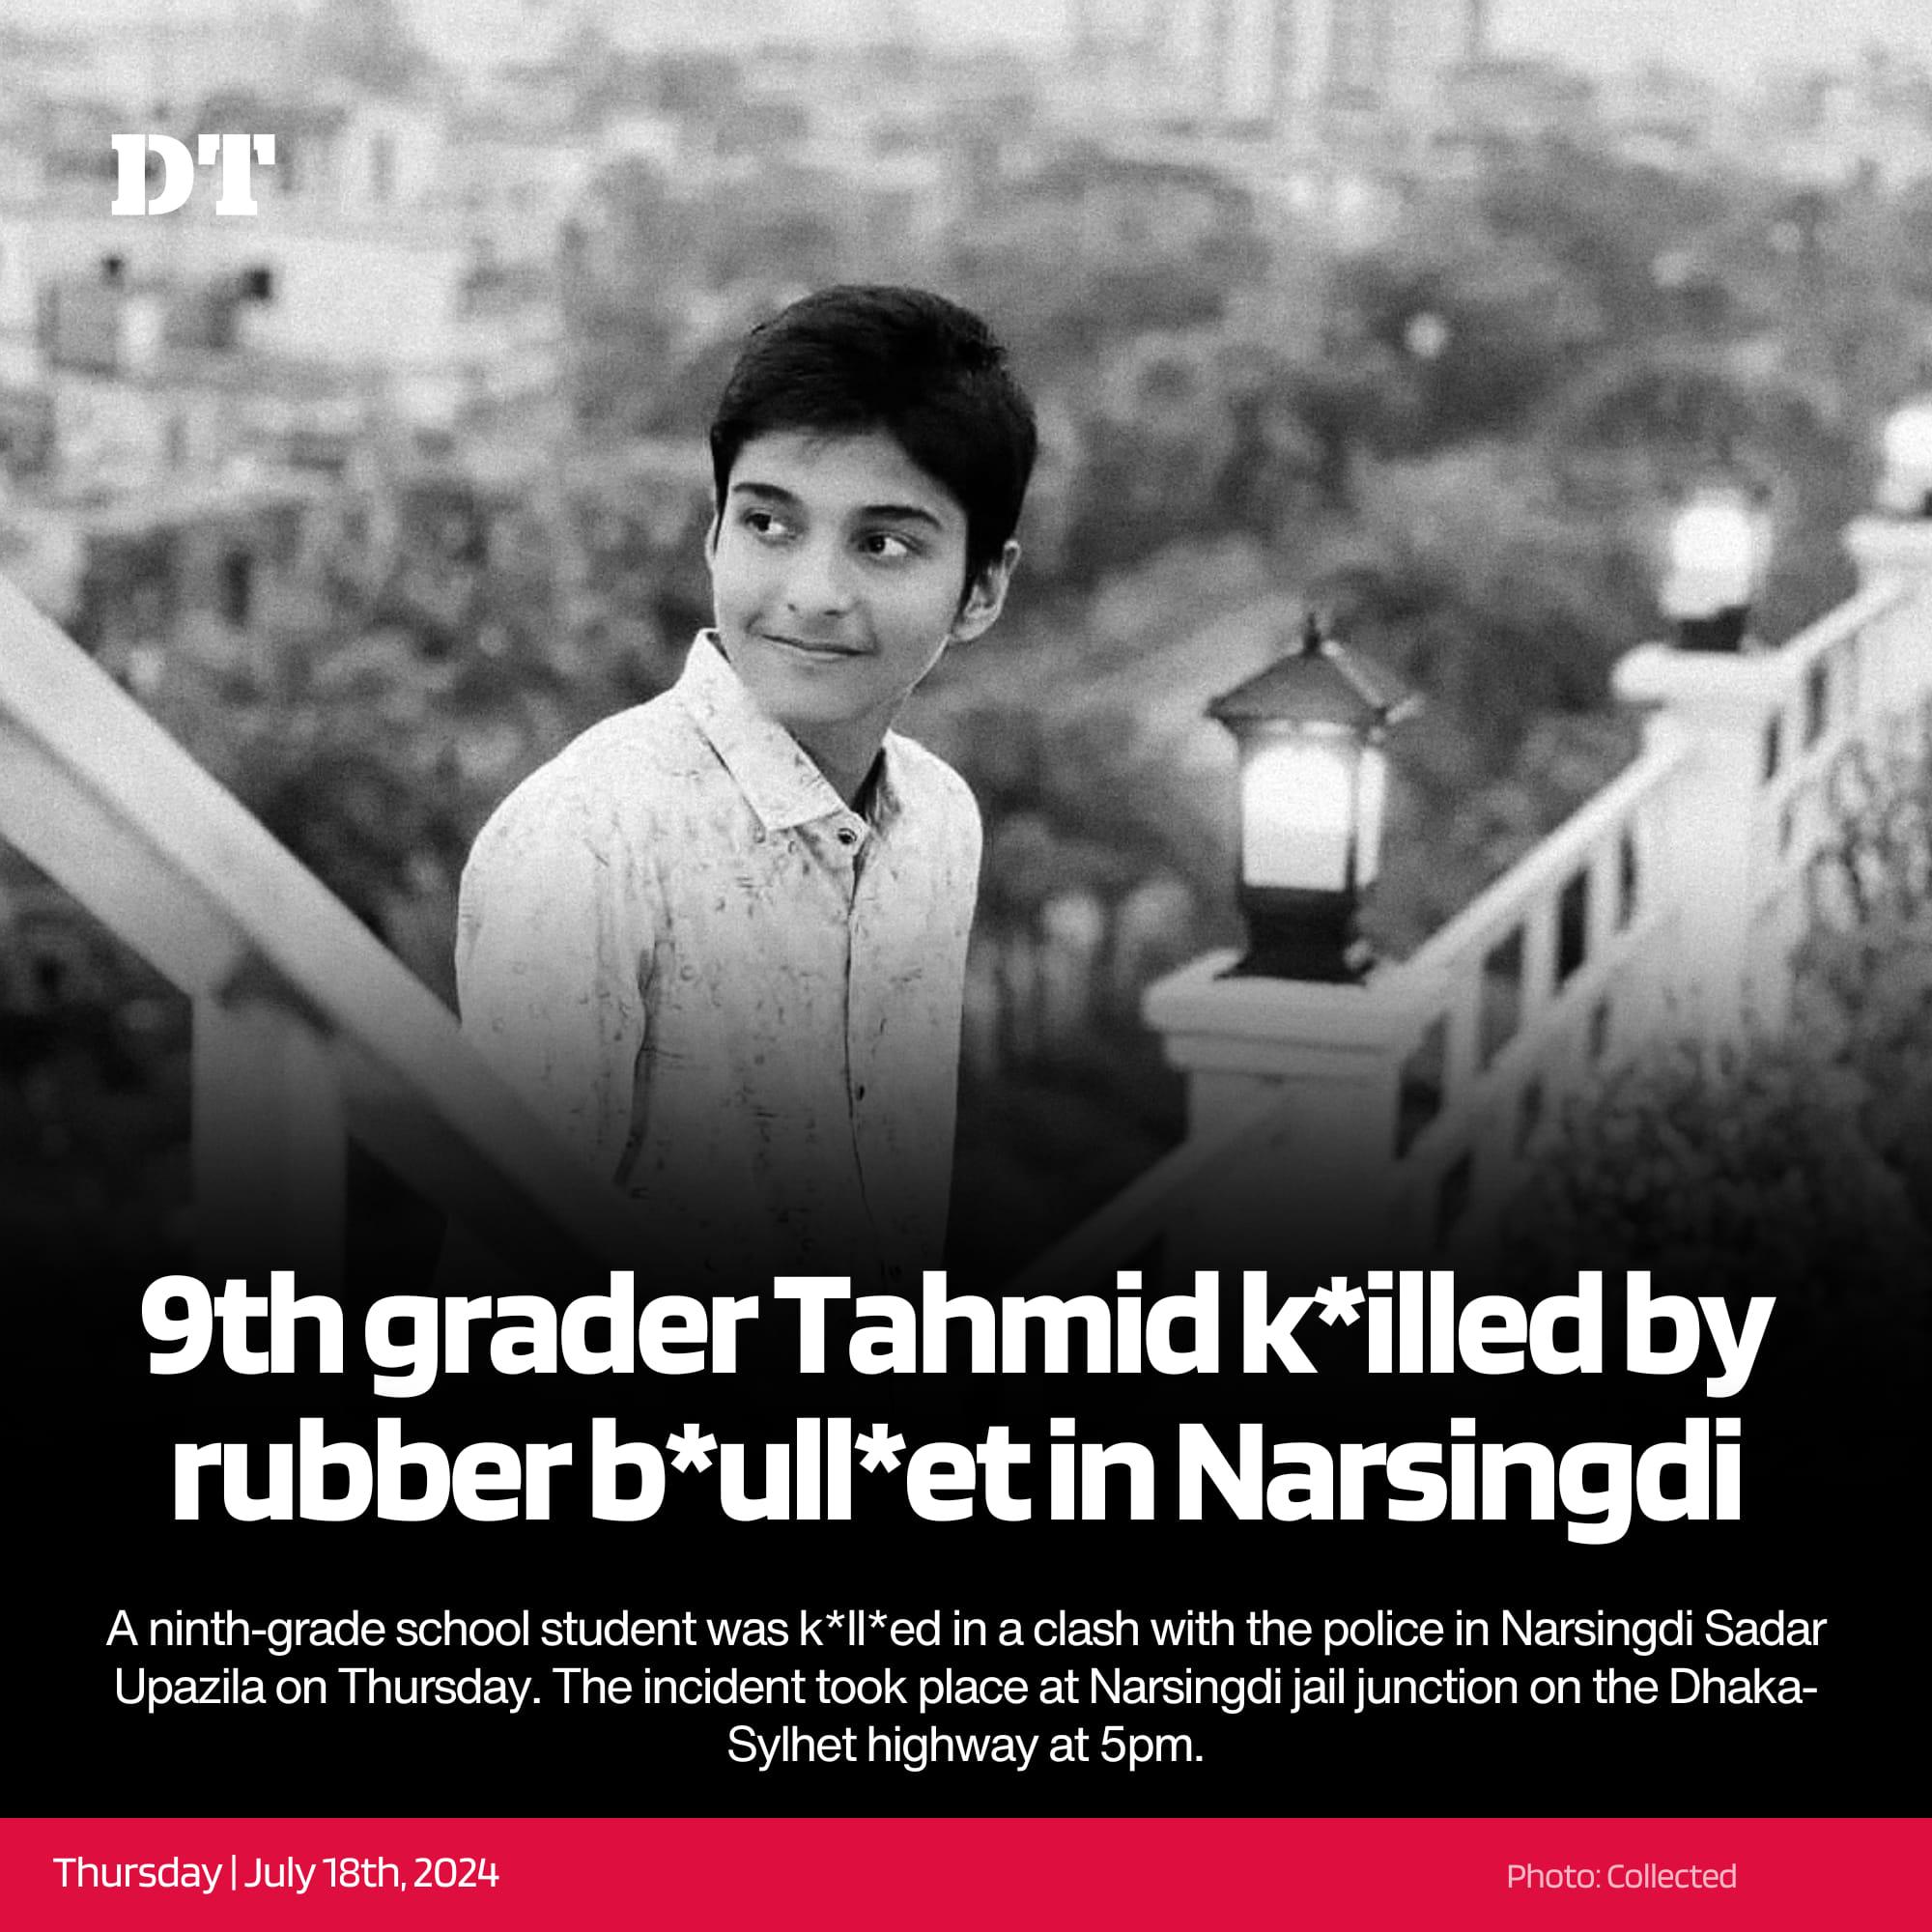 DT
9th grader Tahmid k*illed by
rubber b*ull*et in Narsingdi
A ninth-grade school student was k*ll*ed in a clash with the police in Narsingdi Sadar
Upazila on Thursday. The incident took place at Narsingdi jail junction on the Dhaka-
Sylhet highway at 5pm.
Thursday | July 18th, 2024
Photo: Collected